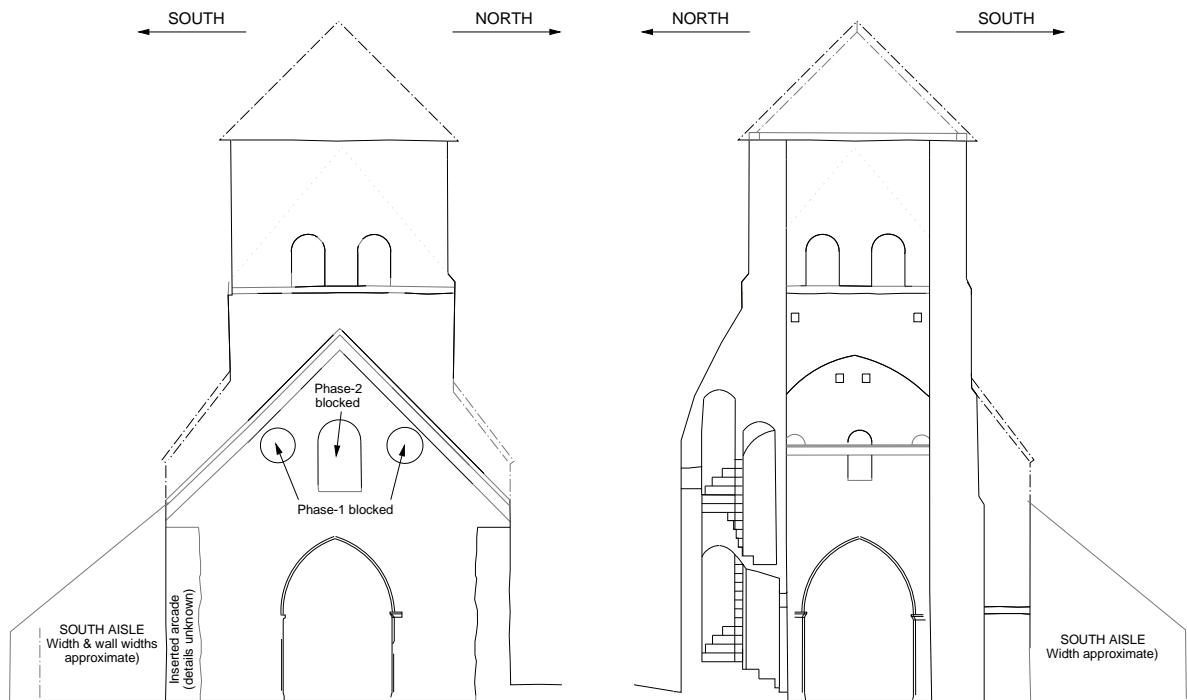 SOUTH
NORTH
NORTH
SOUTH
Phase-2
blocked
Phase-1 blocked
SOUTH AISLE
Width & wall widths
approximate)
Inserted arcade
(details unknown)
SOUTH AISLE
Width approximate)